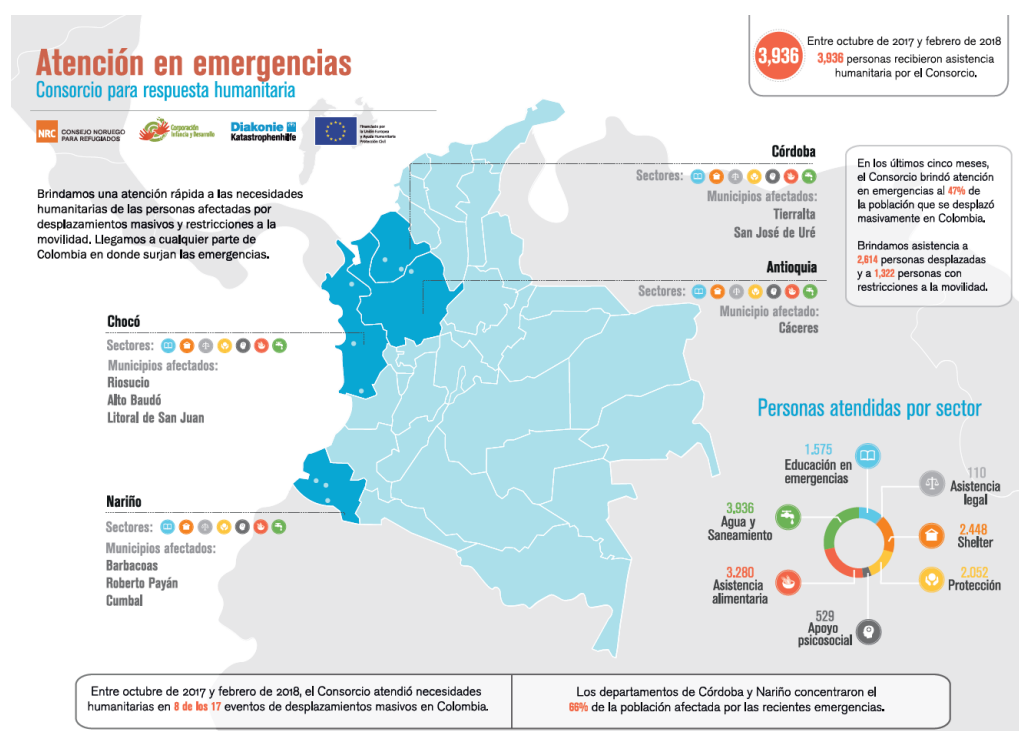 Atención en emergencias
Consorcio para respuesta humanitaria
NRC
CONSEJO NORUEGO
PARA REFUGIADOS
Corporación
Infancia y Desarrollo
Diakonie
Katastrophenhilfe
Financiado por
la Unión Europea
y Ayuda Humanitaria
Protección Civil
3,936
Entre octubre de 2017 y febrero de 2018
3,936 personas recibieron asistencia
humanitaria por el Consorcio.
Brindamos una atención rápida a las necesidades
humanitarias de las personas afectadas por
desplazamientos masivos y restricciones a la
movilidad. Llegamos a cualquier parte de
Colombia en donde surjan las emergencias.
Córdoba
Sectores:
Municipios afectados:
Tierralta
San José de Uré
En los últimos cinco meses,
el Consorcio brindó atención
en emergencias al 47% de
la población que se desplazó
masivamente en Colombia.
Brindamos asistencia a
2,614 personas desplazadas
y a 1,322 personas con
restricciones a la movilidad.
Antioquia
Sectores:
Municipio afectado:
Cáceres
Chocó
Sectores:
Municipios afectados:
Riosucio
Alto Baudó
Litoral de San Juan
Nariño
Sectores:
Municipios afectados:
Barbacoas
Roberto Payán
Cumbal
Personas atendidas por sector
1.575
Educación en
emergencias
110
Asistencia
legal
3,936
Agua y
Saneamiento
2.448
Shelter
3.280
Asistencia
alimentaria
2.052
Protección
529
Apoyo
psicosocial
Entre octubre de 2017 y febrero de 2018, el Consorcio atendió necesidades
humanitarias en 8 de los 17 eventos de desplazamientos masivos en Colombia.
Los departamentos de Córdoba y Nariño concentraron el
66% de la población afectada por las recientes emergencias.